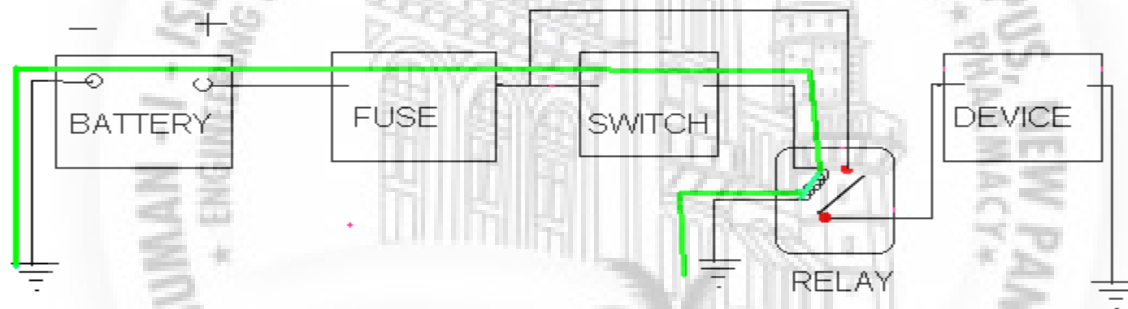 − +
BATTERY
FUSE
SWITCH
DEVICE
RELAY